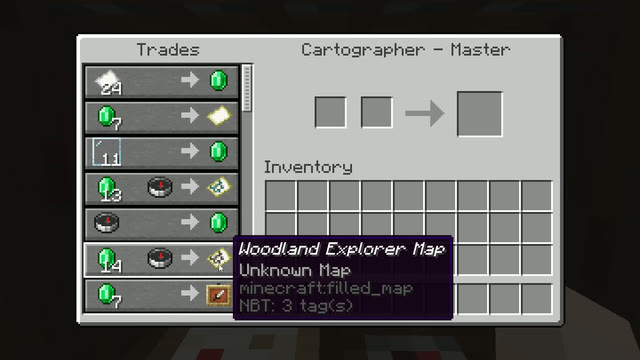 Trades
Cartographer - Master
24
7
11
Inventory
13
14
Woodland Explorer Map
Unknown Map
minecraft:filled_map
NBT: 3 tag(s)
7